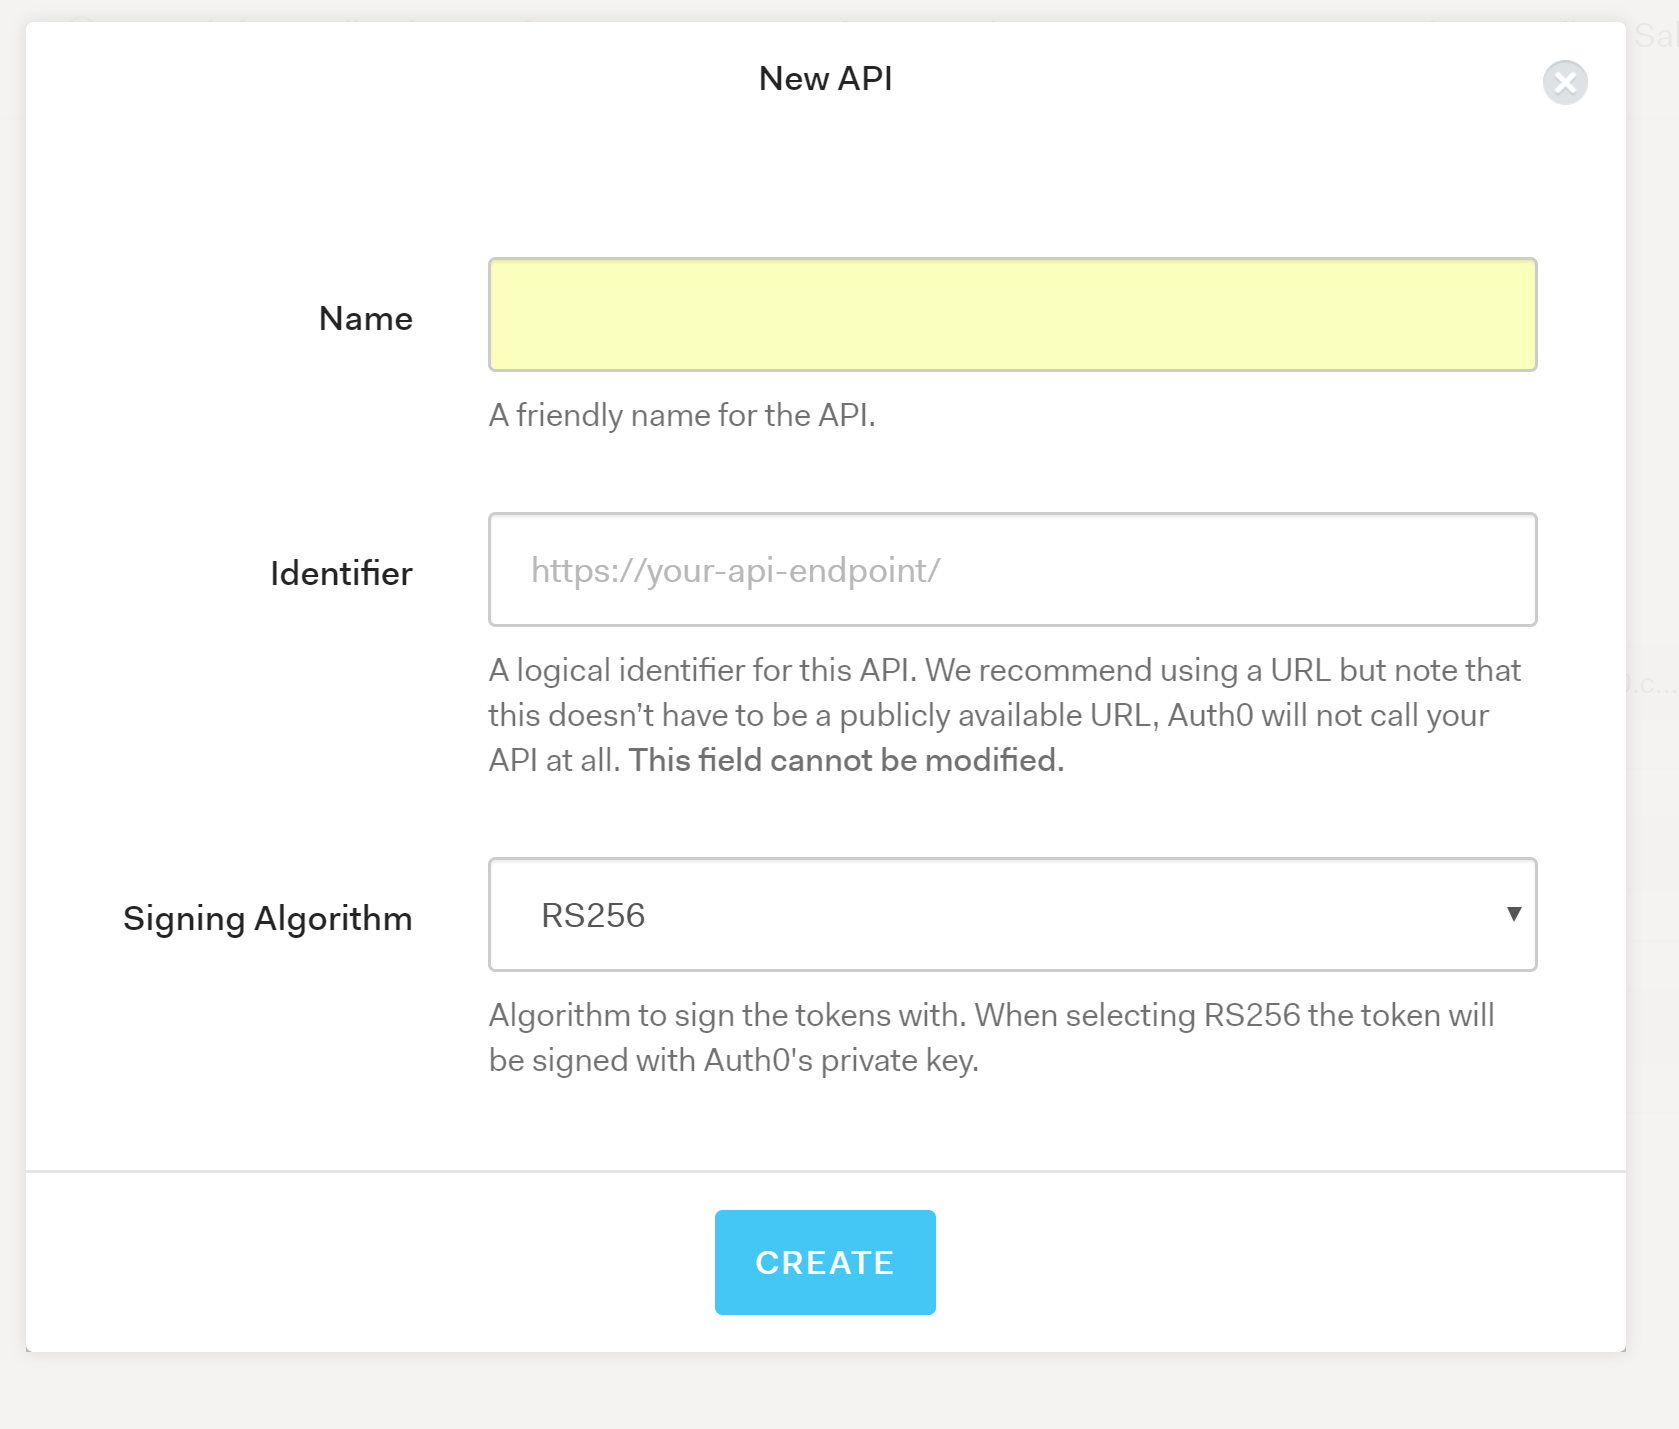 New API
Name
A friendly name for the API.
Identifier
https://your-api-endpoint/
A logical identifier for this API. We recommend using a URL but note that
this doesn’t have to be a publicly available URL, Auth0 will not call your
API at all. This field cannot be modified.
Signing Algorithm
RS256
Algorithm to sign the tokens with. When selecting RS256 the token will
be signed with Auth0's private key.
CREATE